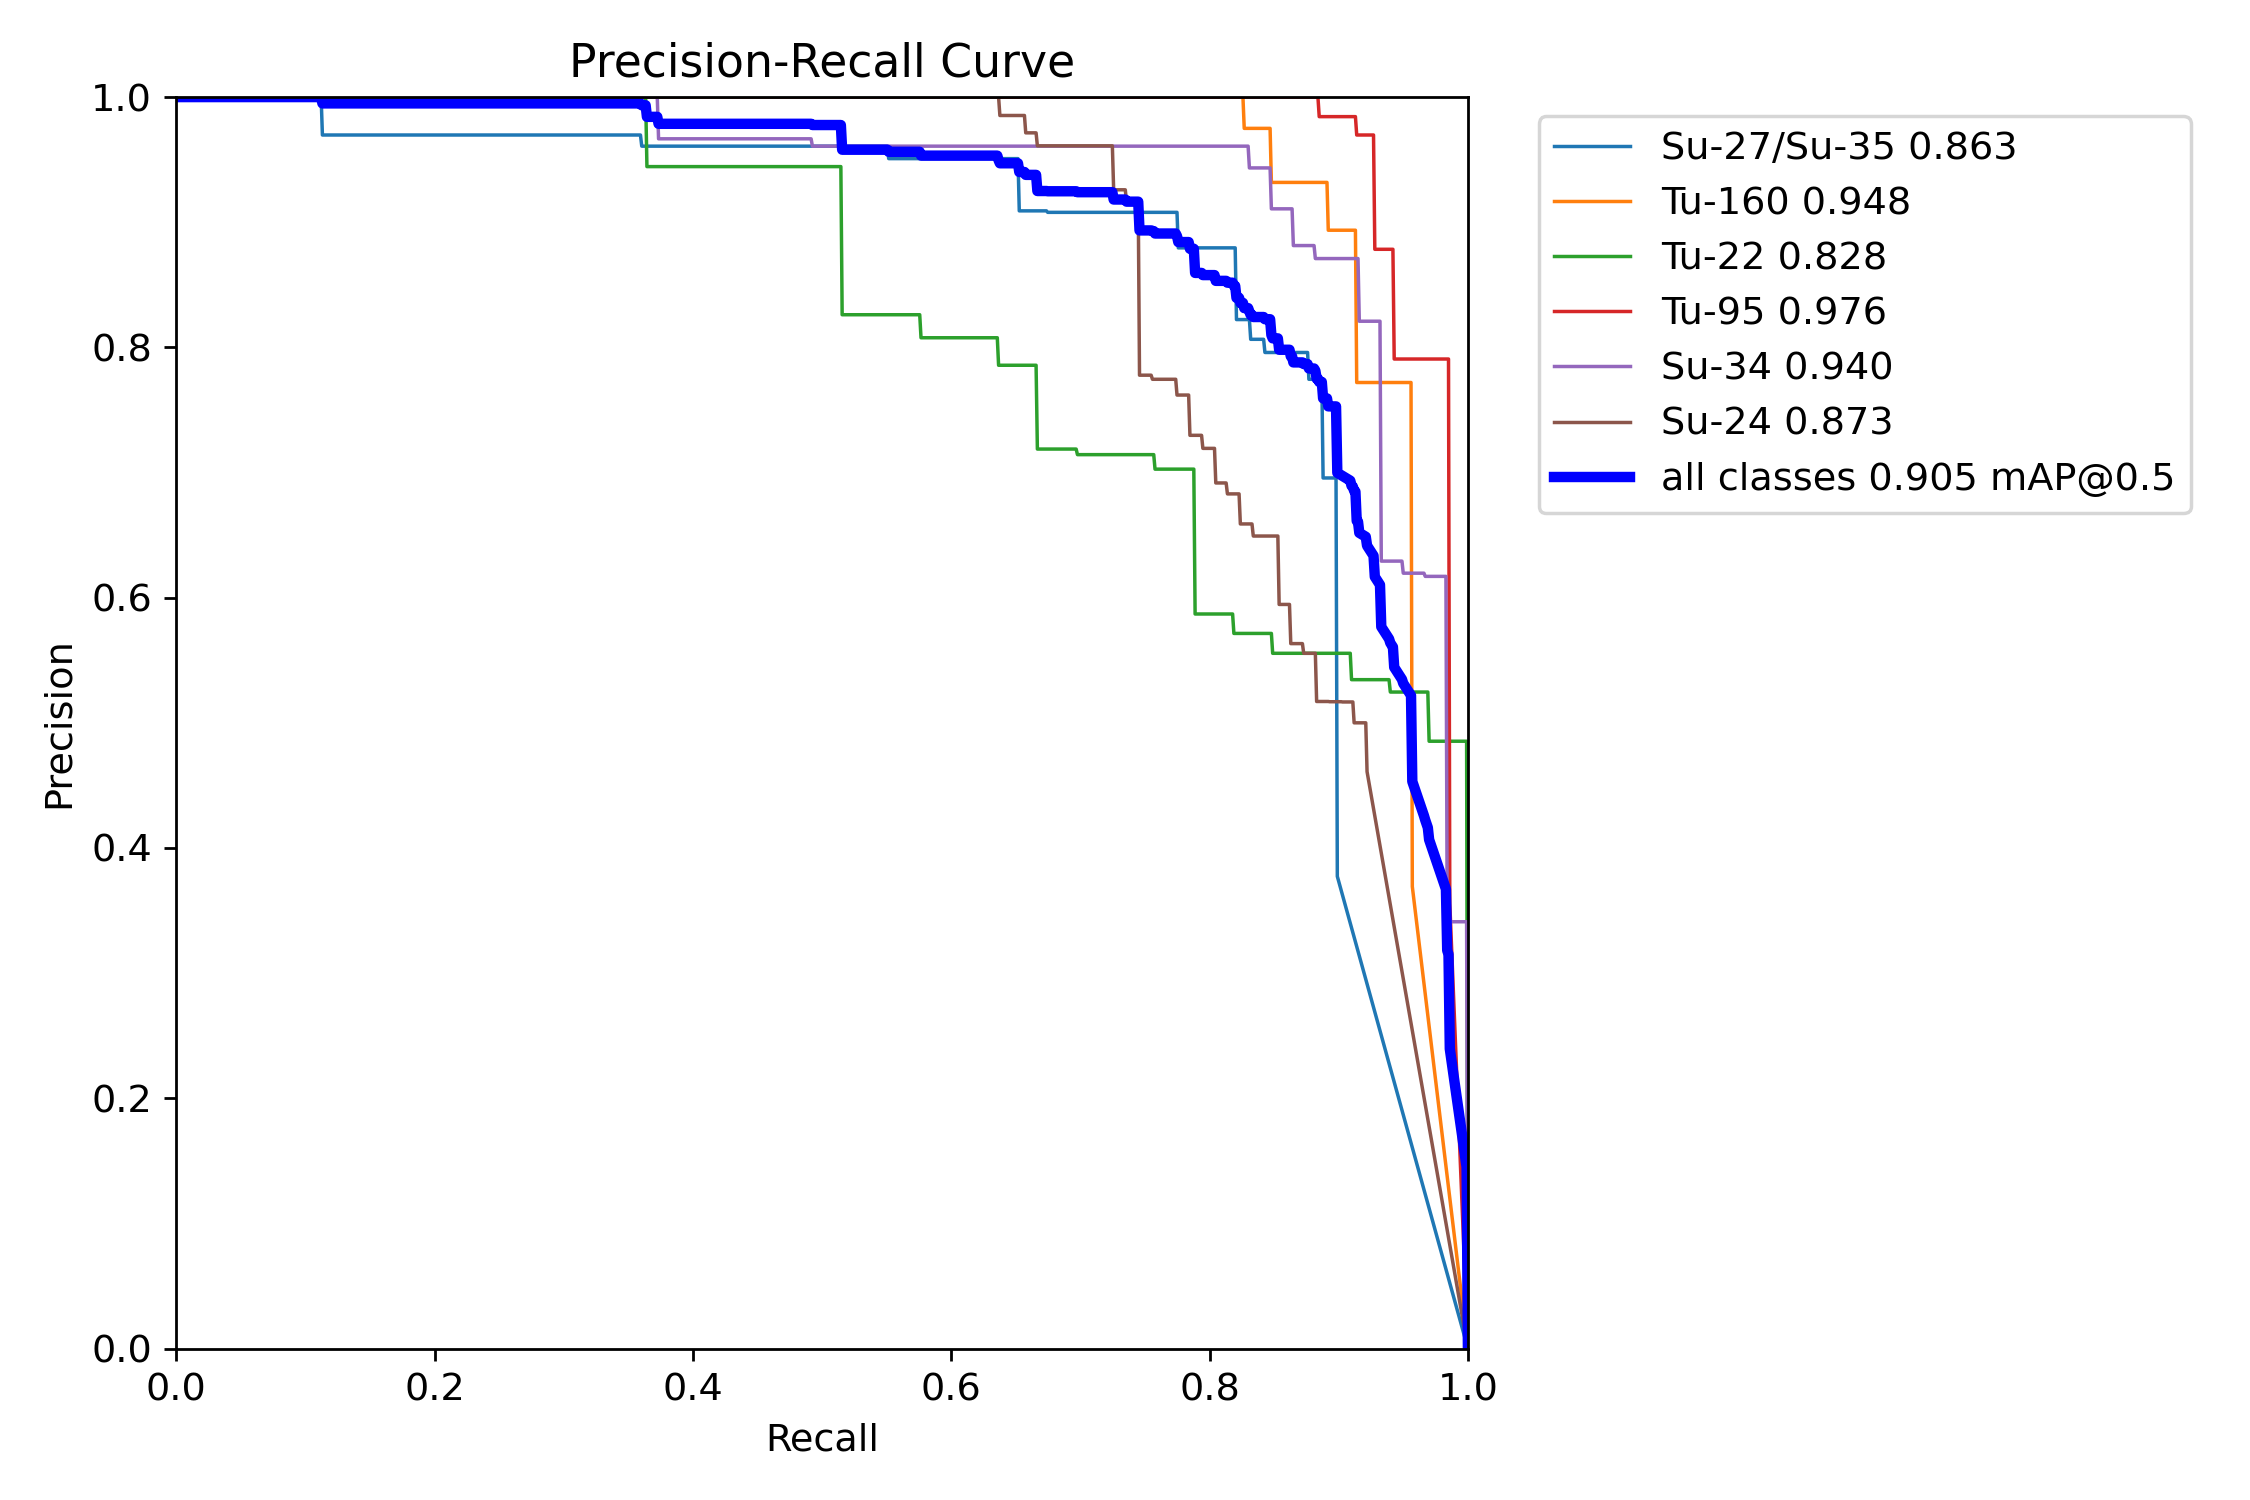 Precision-Recall Curve
1.0
0.8
0.6
0.4
0.2
0.0
Precision
0.0 0.2 0.4 0.6 0.8 1.0
Recall
Su-27/Su-35 0.863
Tu-160 0.948
Tu-22 0.828
Tu-95 0.976
Su-34 0.940
Su-24 0.873
all classes 0.905 mAP@0.5